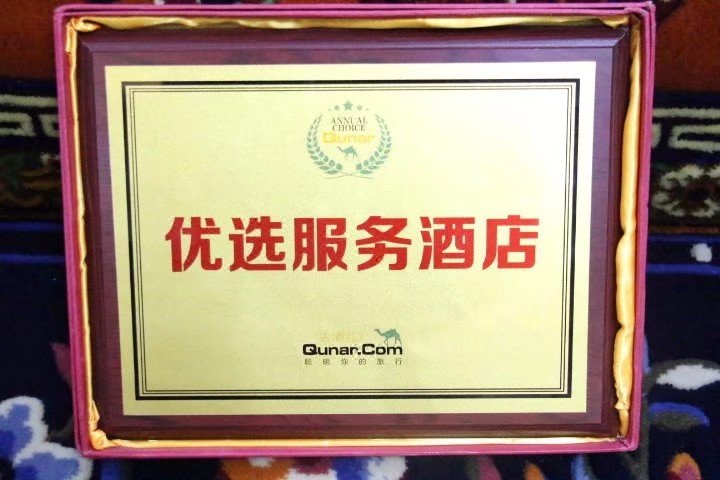 ANNUAL
CHOICE
Qunar
优选服务酒店
去哪儿
Qunar.Com
聪明你的旅行